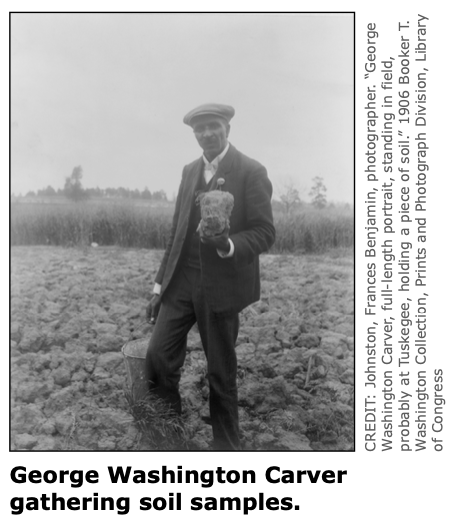 CREDIT: Johnston, Frances Benjamin, photographer. “George
Washington Carver, full-length portrait, standing in field,
probably at Tuskegee, holding a piece of soil.” 1906 Booker T.
Washington Collection, Prints and Photograph Division, Library
of Congress
George Washington Carver
gathering soil samples.